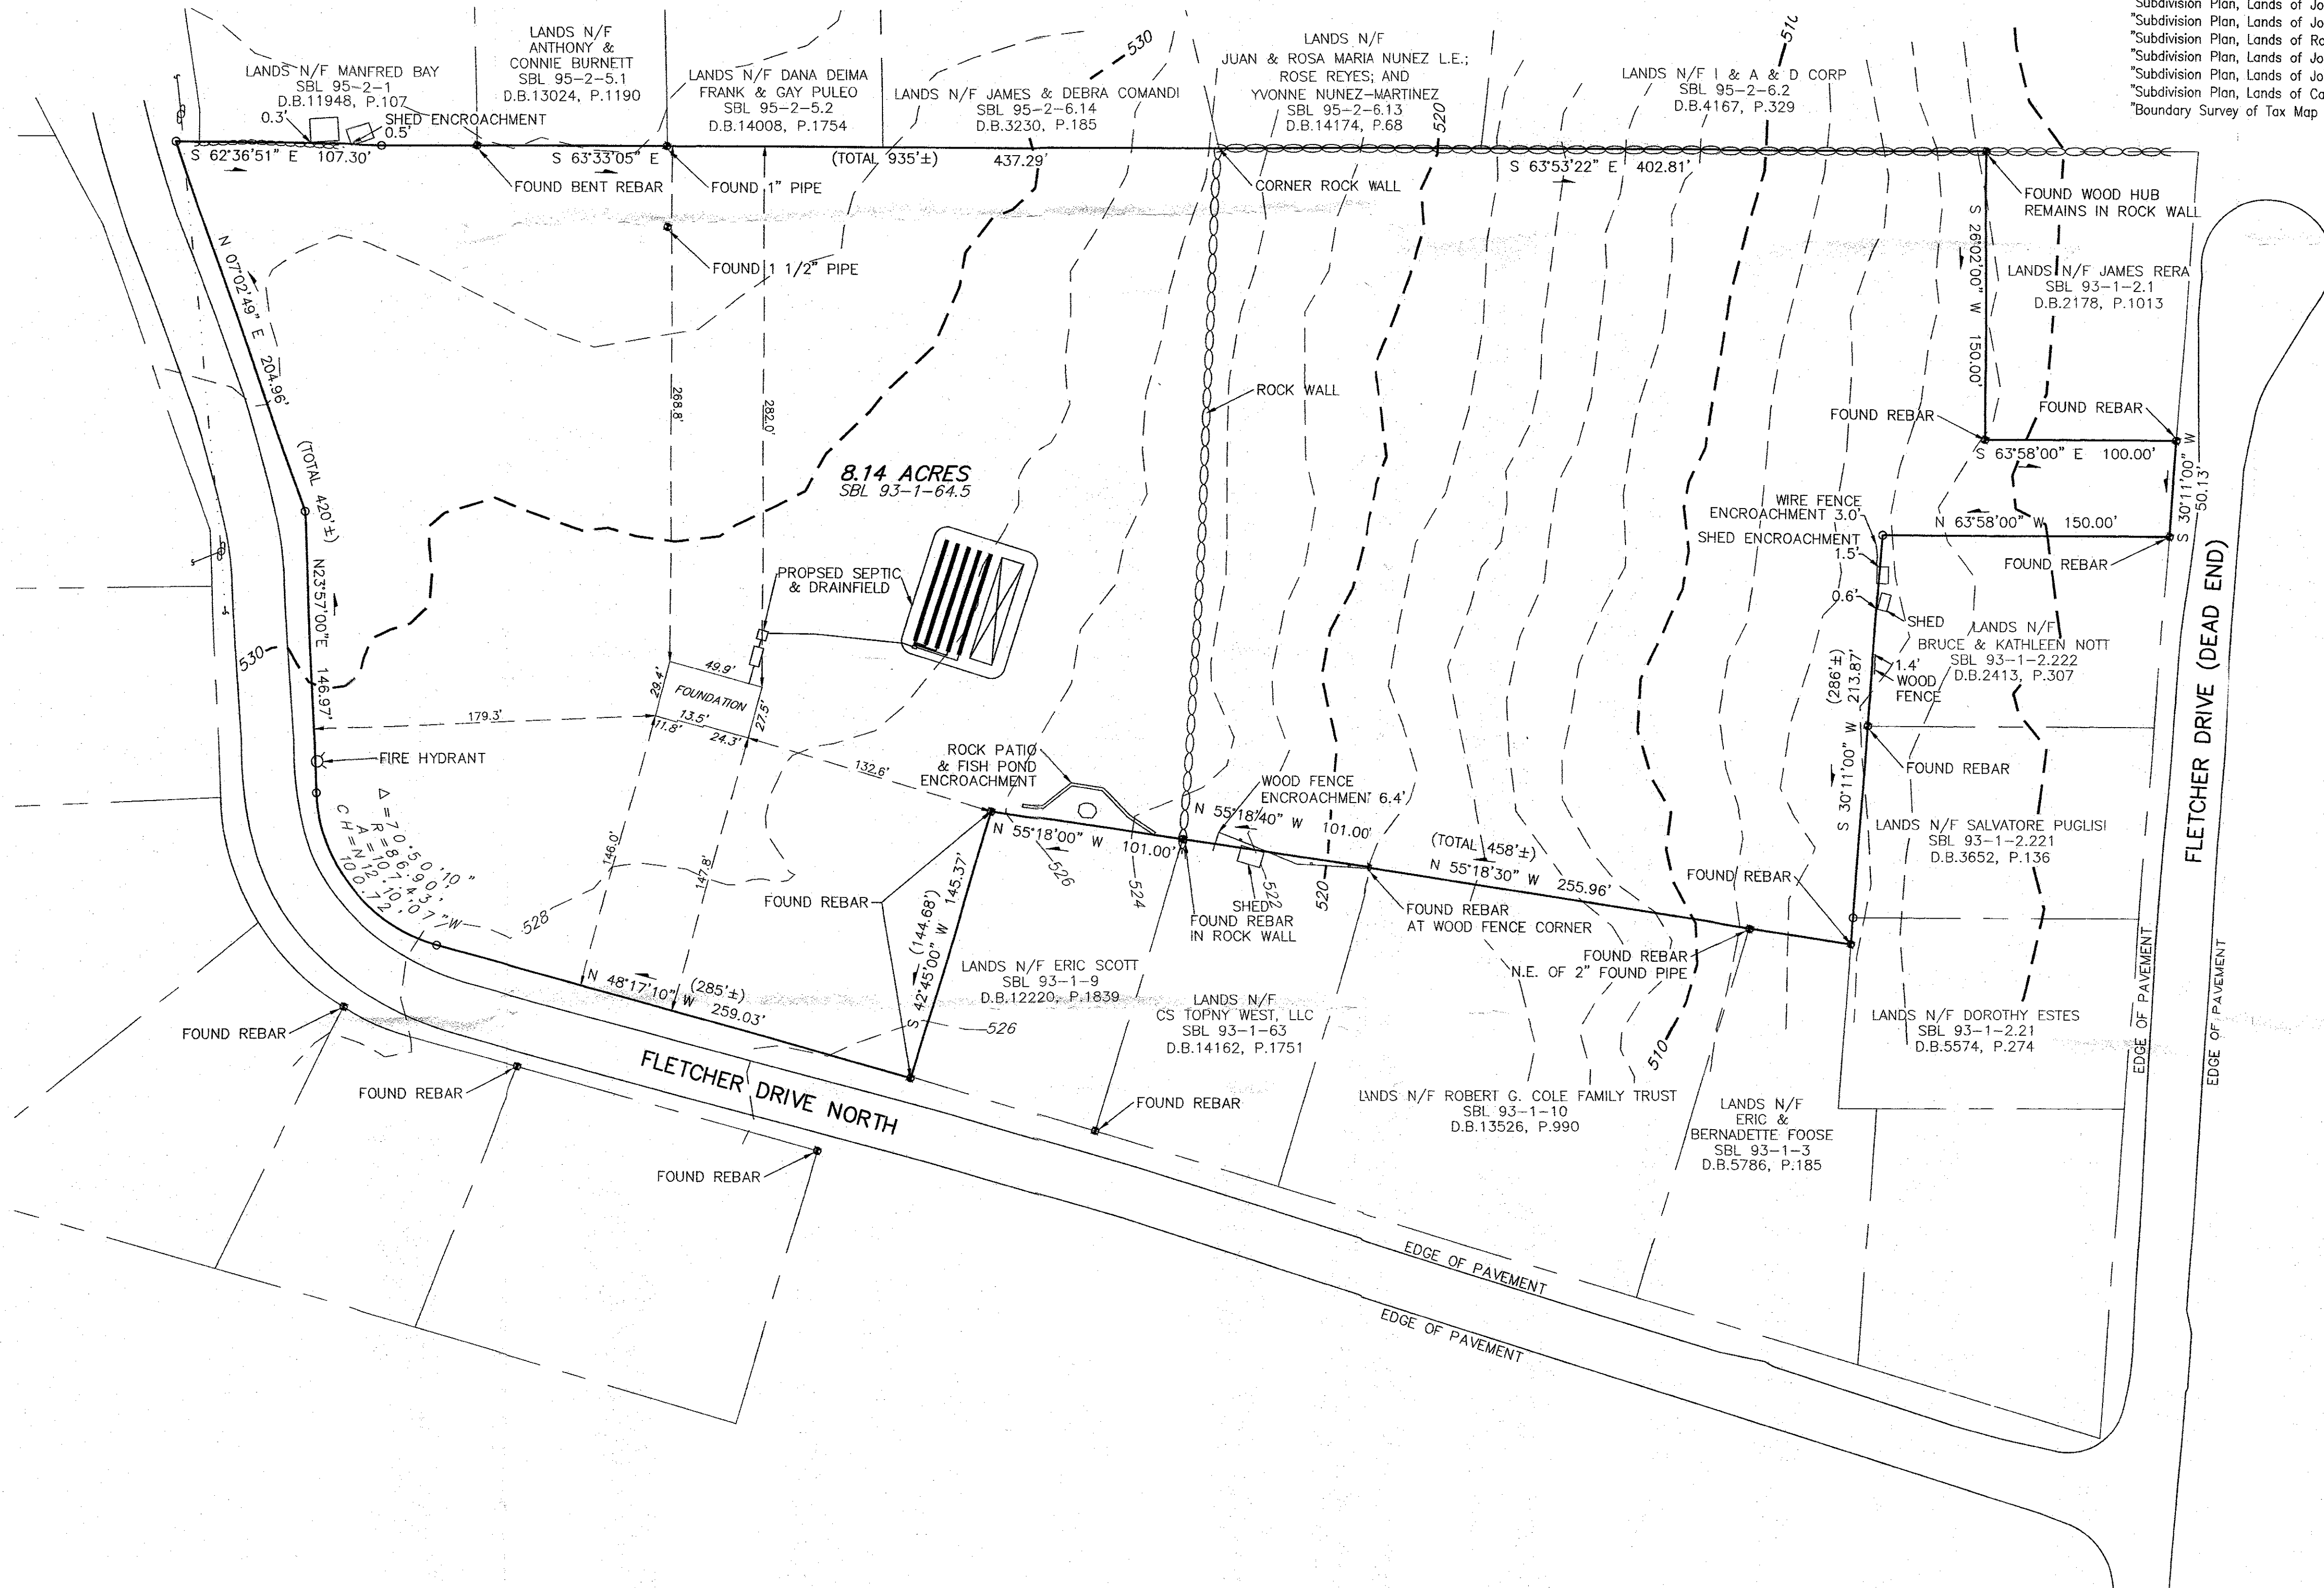 "Subdivision Plan, Lands of Jo
"Subdivision Plan, Lands of Jo
"Subdivision Plan, Lands of Ro
"Subdivision Plan, Lands of Jo
"Subdivision Plan, Lands of Jo
"Subdivision Plan, Lands of Ca
"Boundary Survey of Tax Map
LANDS N/F MANFRED BAY
SBL 95-2-1
D.B.11948, P.107
0.3'
SHED ENCROACHMENT
0.5'
LANDS N/F
ANTHONY &
CONNIE BURNETT
SBL 95-2-5.1
D.B.13024, P.1190
LANDS N/F DANA DEIMA
FRANK & GAY PULEO
SBL 95-2-5.2
D.B.14008, P.1754
LANDS N/F JAMES & DEBRA COMANDI
SBL 95-2-6.14
D.B.3230, P.185
530
LANDS N/F
JUAN & ROSA MARIA NUNEZ L.E.;
ROSE REYES; AND
YVONNE NUNEZ-MARTINEZ
SBL 95-2-6.13
D.B.14174, P.68
520
LANDS N/F I & A & D CORP
SBL 95-2-6.2
D.B.4167, P.329
S 62°36'51" E 107.30'
S 63°33'05" E
(TOTAL 935'±)
437.29'
S 63°53'22" E 402.81'
FOUND BENT REBAR
FOUND 1" PIPE
CORNER ROCK WALL
FOUND WOOD HUB
REMAINS IN ROCK WALL
FOUND 1 1/2" PIPE
S 26°02'00" W 150.00'
LANDS N/F JAMES RERA
SBL 93-1-2.1
D.B.2178, P.1013
N 07°02'49" E 204.96'
(TOTAL 420'±)
N23°57'00"E 146.97'
268.8'
282.0'
ROCK WALL
FOUND REBAR
FOUND REBAR
S 63°58'00" E 100.00'
S 30°11'00" W
50.13'
8.14 ACRES
SBL 93-1-64.5
WIRE FENCE
ENCROACHMENT 3.0'
SHED ENCROACHMENT
1.5'
N 63°58'00" W 150.00'
FOUND REBAR
0.6'
SHED
PROPSED SEPTIC
& DRAINFIELD
LANDS N/F
BRUCE & KATHLEEN NOTT
SBL 93-1-2.222
D.B.2413, P.307
1.4'
WOOD
FENCE
(286'±)
213.87'
S 30°11'00" W
FLETCHER DRIVE (DEAD END)
530
49.9'
29.4'
FOUNDATION
27.5'
13.5'
11.8'
24.3'
179.3'
FIRE HYDRANT
132.6'
ROCK PATIO
& FISH POND
ENCROACHMENT
WOOD FENCE
ENCROACHMENT 6.4'
FOUND REBAR
Δ=70°50'10"
R=86.90'
A=107.43'
CH=N12°10'07"W
100.72'
146.0'
147.8'
528
N 55°18'00" W 101.00'
N 55°18'40" W 101.00'
(TOTAL 458'±)
N 55°18'30" W 255.96'
526
524
522
520
SHED
FOUND REBAR
IN ROCK WALL
FOUND REBAR
AT WOOD FENCE CORNER
FOUND REBAR
N.E. OF 2" FOUND PIPE
FOUND REBAR
LANDS N/F SALVATORE PUGLISI
SBL 93-1-2.221
D.B.3652, P.136
FOUND REBAR
(144.68')
S 42°45'00" W 145.37'
LANDS N/F ERIC SCOTT
SBL 93-1-9
D.B.12220, P.1839
526
LANDS N/F
CS TOPNY WEST, LLC
SBL 93-1-63
D.B.14162, P.1751
N 48°17'10" W
(285'±)
259.03'
FOUND REBAR
FOUND REBAR
FOUND REBAR
FOUND REBAR
FLETCHER DRIVE NORTH
510
LANDS N/F DOROTHY ESTES
SBL 93-1-2.21
D.B.5574, P.274
LANDS N/F ROBERT G. COLE FAMILY TRUST
SBL 93-1-10
D.B.13526, P.990
LANDS N/F
ERIC &
BERNADETTE FOOSE
SBL 93-1-3
D.B.5786, P.185
EDGE OF PAVEMENT
EDGE OF PAVEMENT
EDGE OF PAVEMENT
EDGE OF PAVEMENT